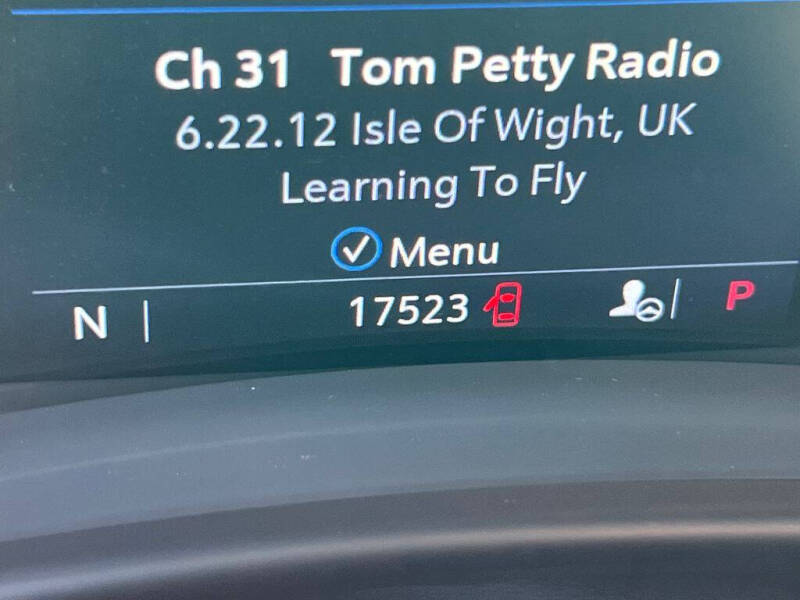 Ch 31 Tom Petty Radio
6.22.12 Isle Of Wight, UK
Learning To Fly
Menu
N 17523 P